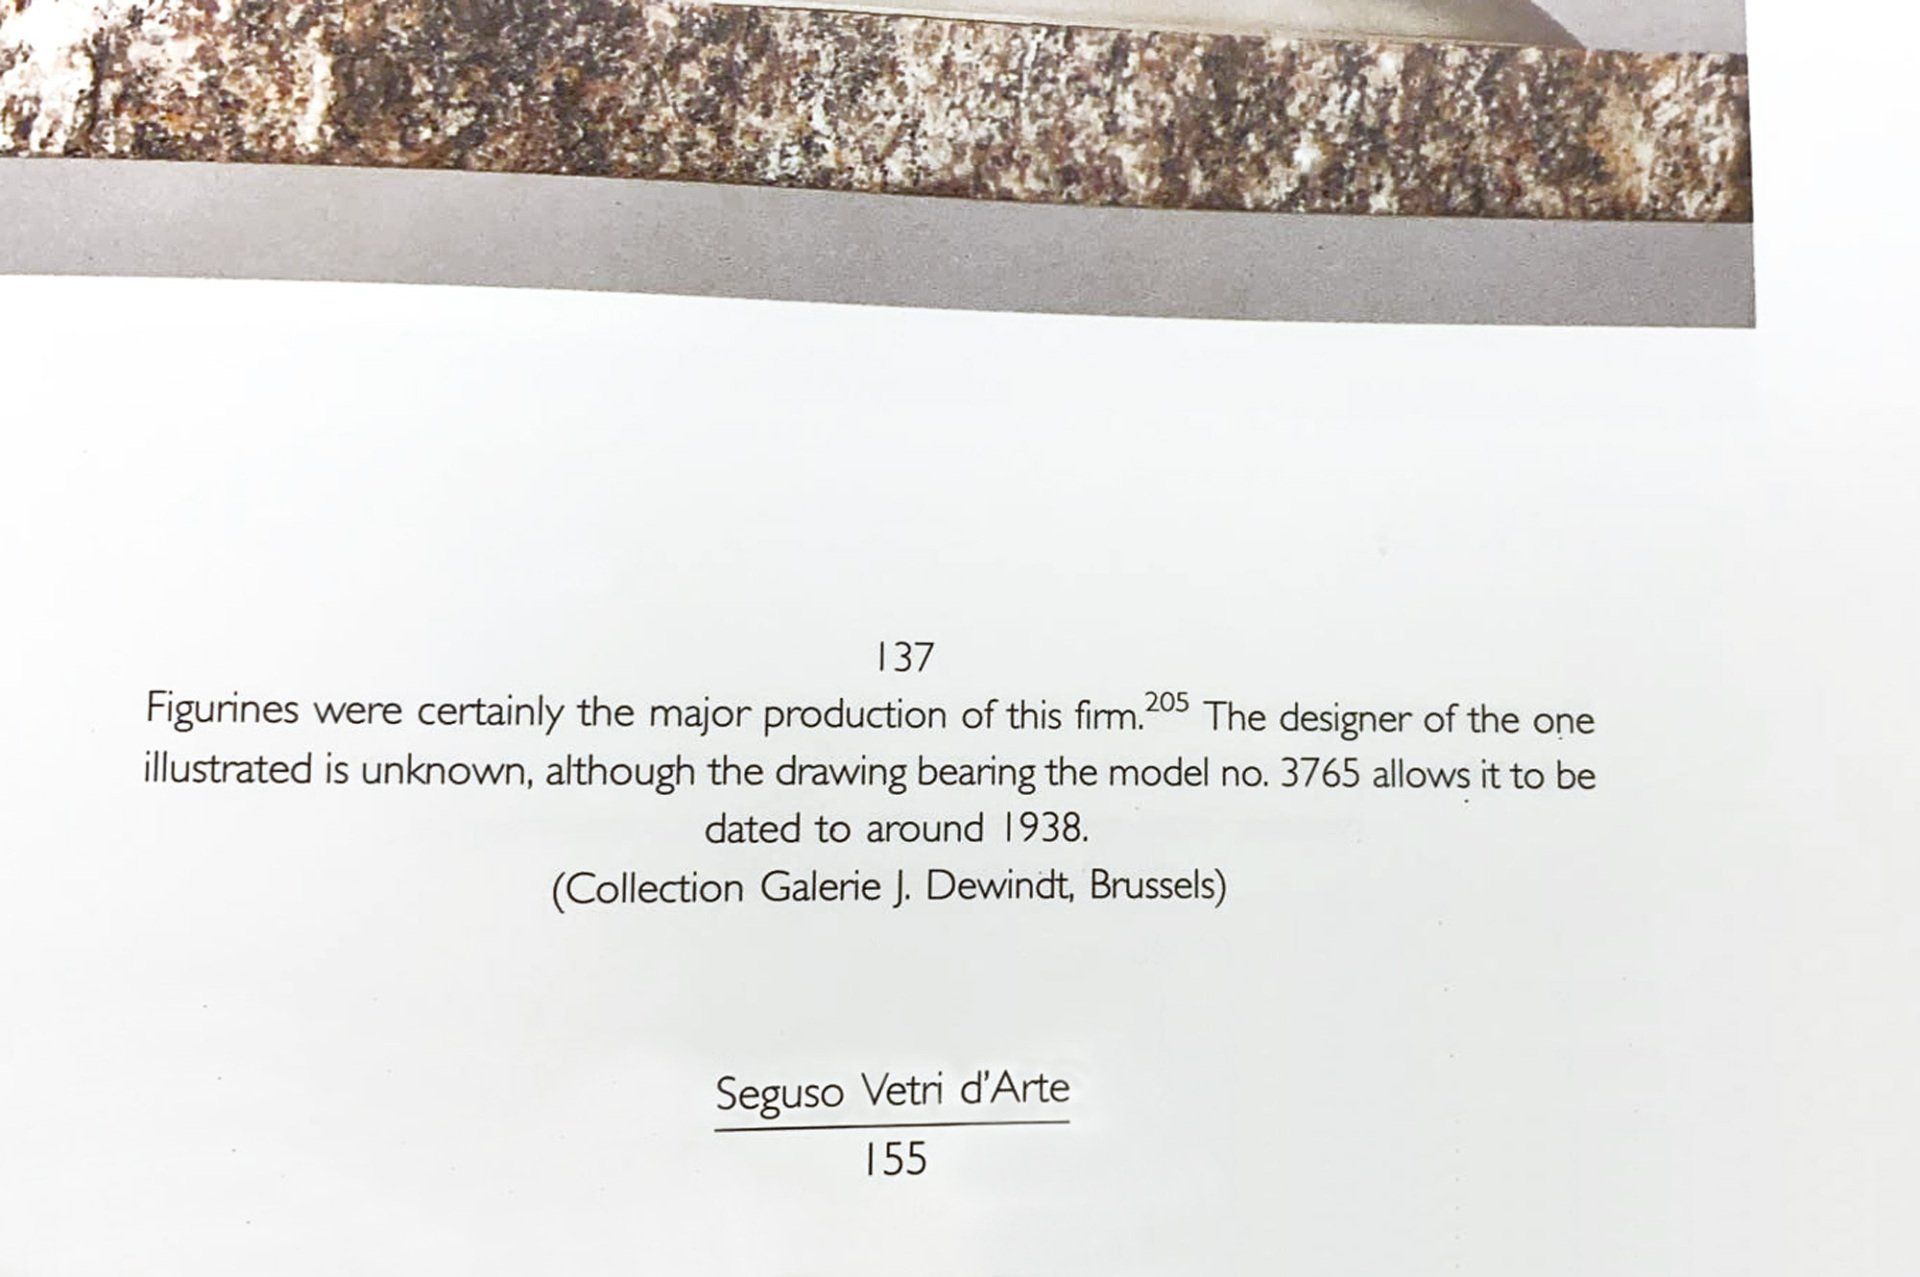 137
Figurines were certainly the major production of this firm.²⁰⁵ The designer of the one
illustrated is unknown, although the drawing bearing the model no. 3765 allows it to be
dated to around 1938.
(Collection Galerie J. Dewindt, Brussels)
Seguso Vetri d'Arte
155